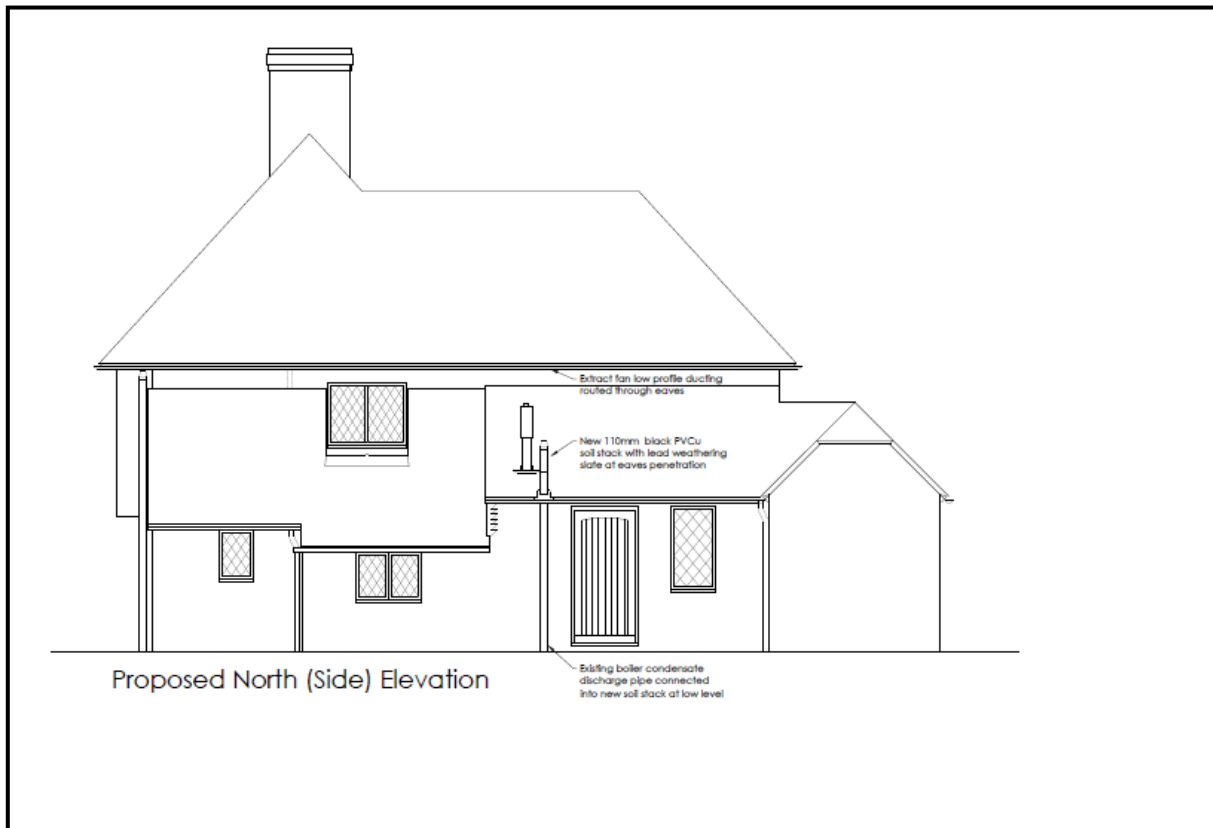 Extract fan low profile ducting
routed through eaves
New 110mm black PVCu
soil stack with lead weathering
slate at eaves penetration
Existing boiler condensate
discharge pipe connected
into new soil stack at low level
Proposed North (Side) Elevation